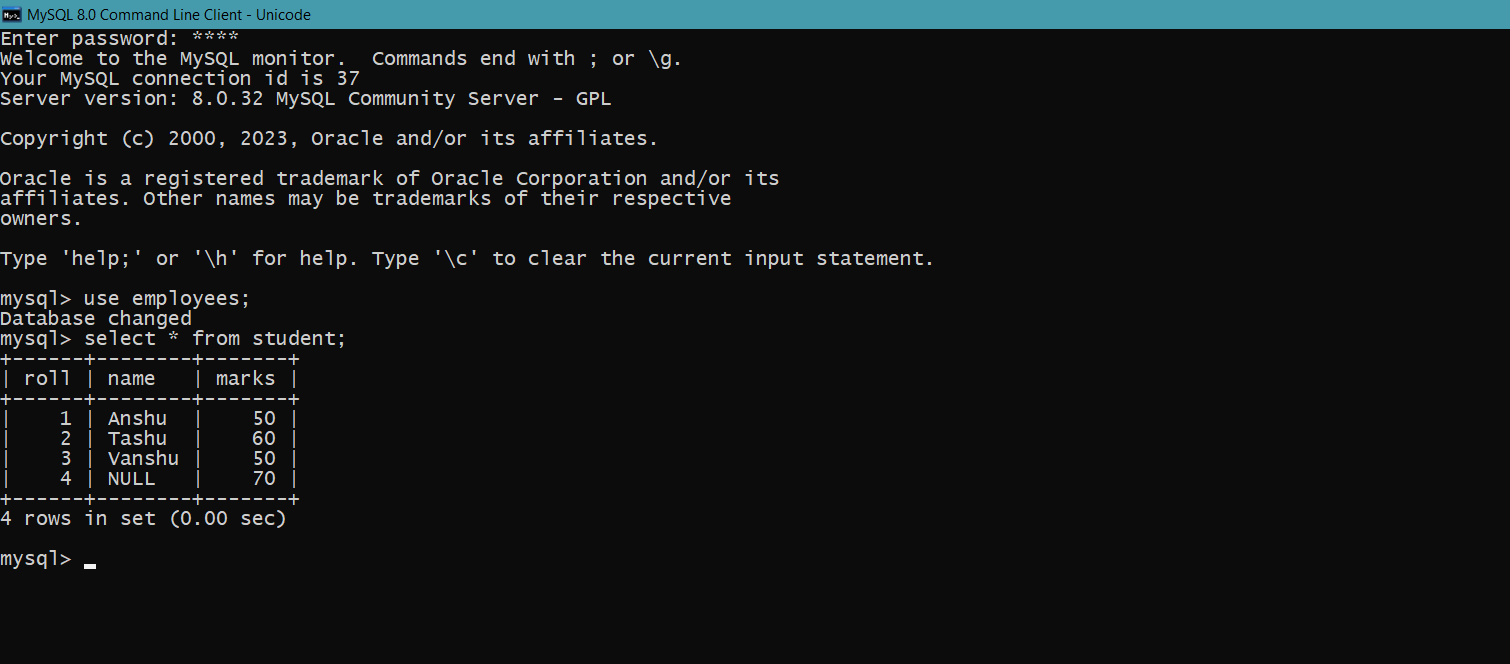 MySQL 8.0 Command Line Client - Unicode
Enter password: ****
Welcome to the MySQL monitor.  Commands end with ; or \g.
Your MySQL connection id is 37
Server version: 8.0.32 MySQL Community Server - GPL
Copyright (c) 2000, 2023, Oracle and/or its affiliates.
Oracle is a registered trademark of Oracle Corporation and/or its
affiliates. Other names may be trademarks of their respective
owners.
Type 'help;' or '\h' for help. Type '\c' to clear the current input statement.
mysql> use employees;
Database changed
mysql> select * from student;
+------+--------+-------+
| roll | name   | marks |
+------+--------+-------+
|    1 | Anshu  |    50 |
|    2 | Tashu  |    60 |
|    3 | Vanshu |    50 |
|    4 | NULL   |    70 |
+------+--------+-------+
4 rows in set (0.00 sec)
mysql> _